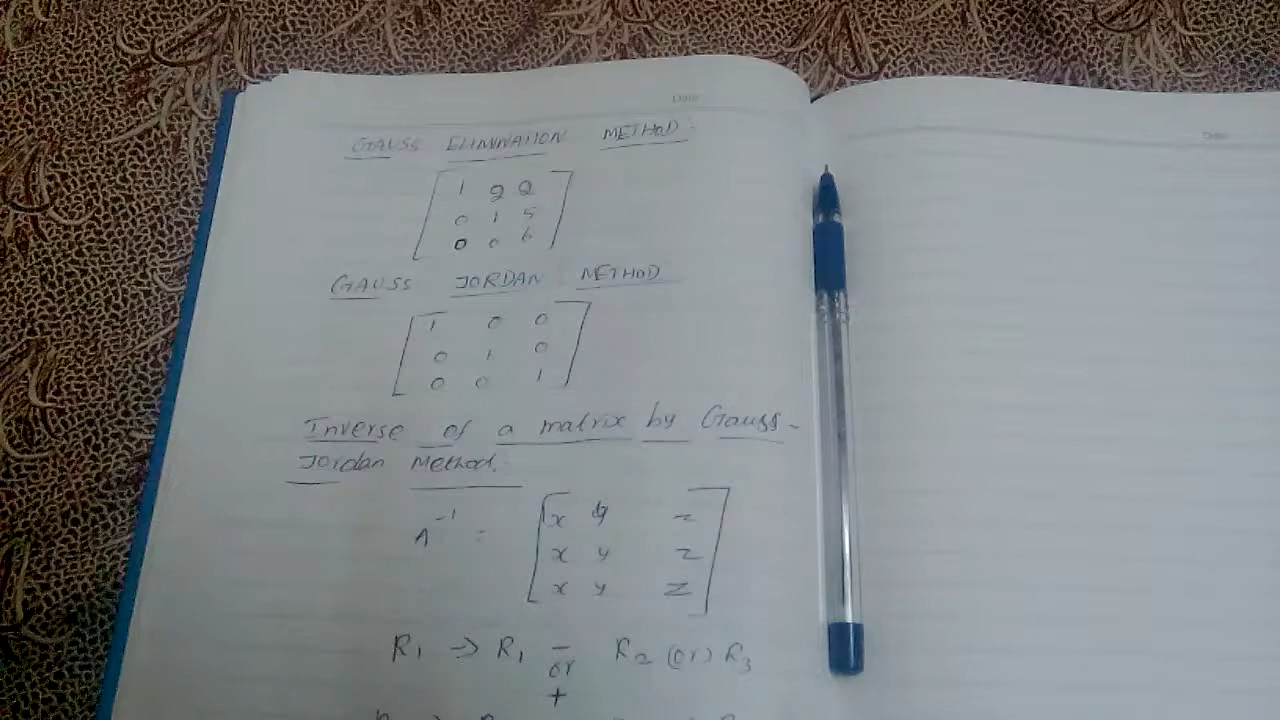 Date
GAUSS ELIMINATION METHOD:
1 2 2
0 1 5
0 0 6
GAUSS JORDAN METHOD
1 0 0
0 1 0
0 0 1
Inverse of a matrix by Gauss-
Jordan Method.
A⁻¹ =
x y z
x y z
x y z
R₁ → R₁ - or + R₂ (or) R₃